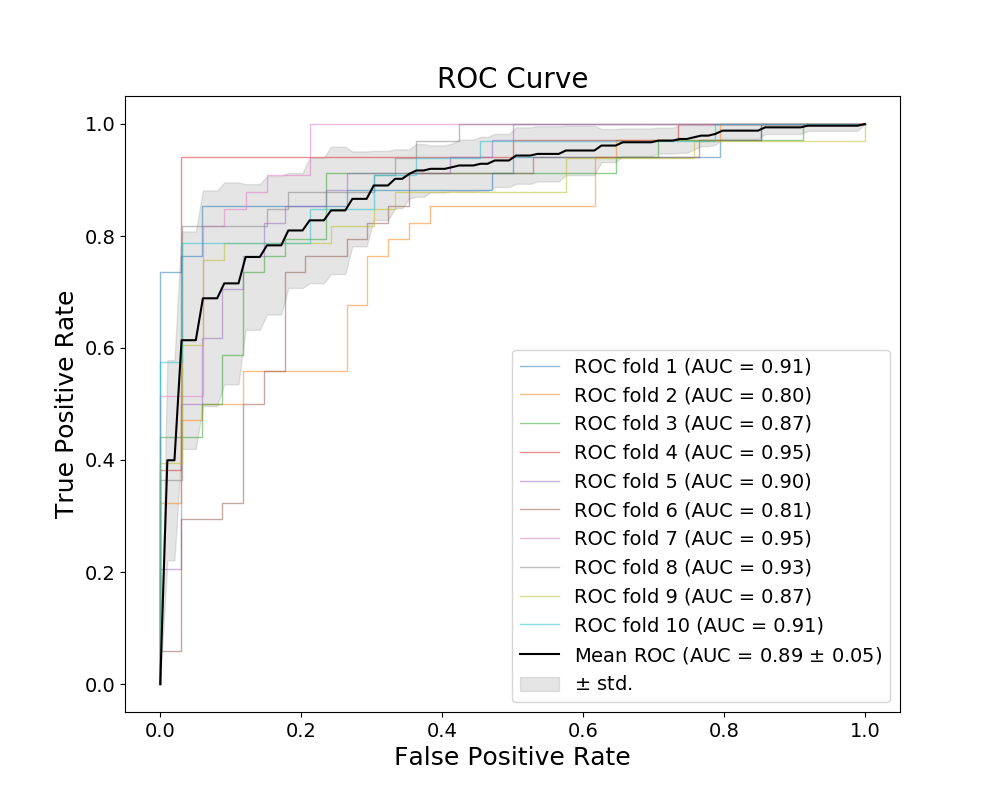 ROC Curve
True Positive Rate
1.0
0.8
0.6
0.4
0.2
0.0
ROC fold 1 (AUC = 0.91)
ROC fold 2 (AUC = 0.80)
ROC fold 3 (AUC = 0.87)
ROC fold 4 (AUC = 0.95)
ROC fold 5 (AUC = 0.90)
ROC fold 6 (AUC = 0.81)
ROC fold 7 (AUC = 0.95)
ROC fold 8 (AUC = 0.93)
ROC fold 9 (AUC = 0.87)
ROC fold 10 (AUC = 0.91)
Mean ROC (AUC = 0.89 ± 0.05)
± std.
0.0 0.2 0.4 0.6 0.8 1.0
False Positive Rate